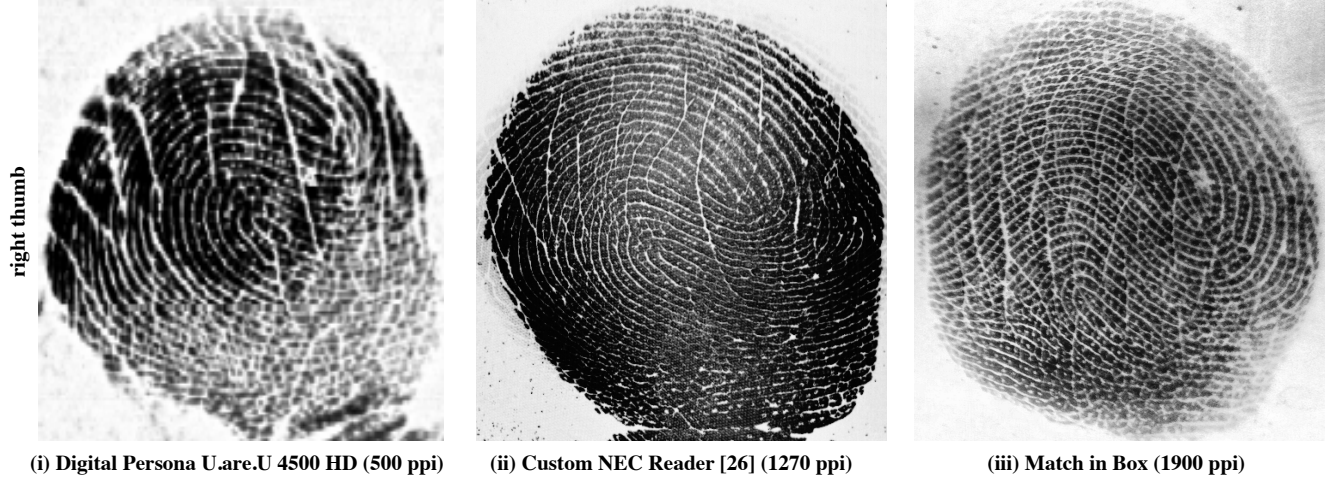 right thumb
(i) Digital Persona U.are.U 4500 HD (500 ppi)
(ii) Custom NEC Reader [26] (1270 ppi)
(iii) Match in Box (1900 ppi)